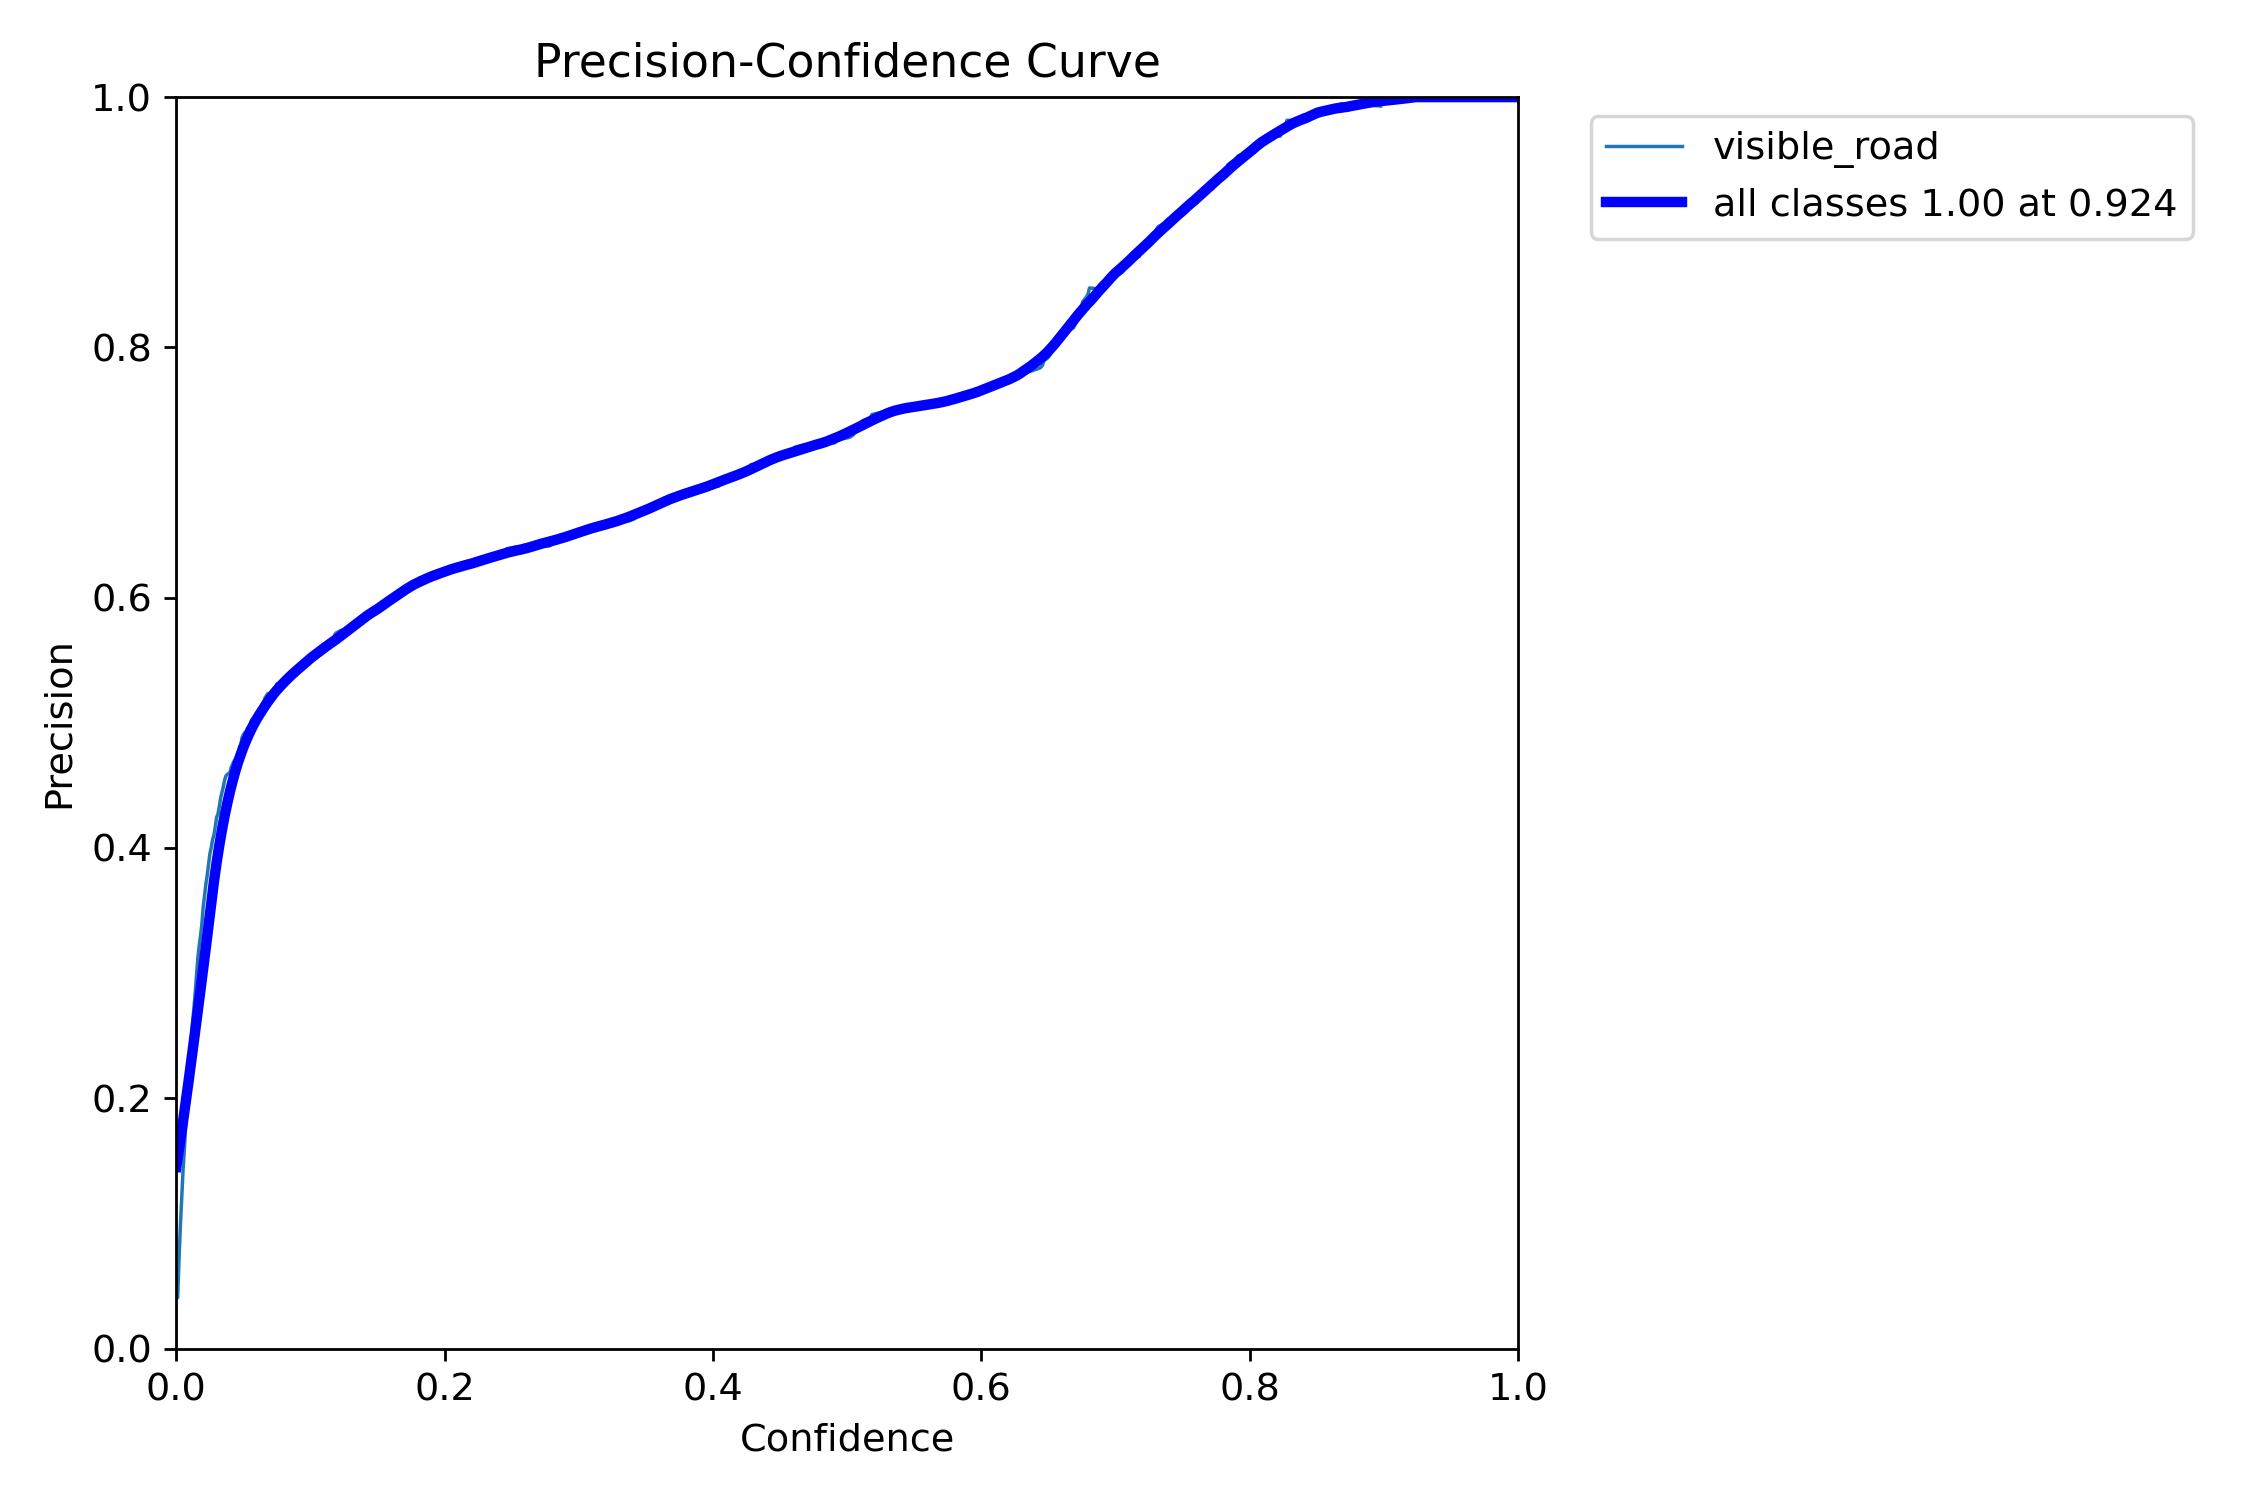 Precision-Confidence Curve
1.0
0.8
0.6
0.4
0.2
0.0
Precision
0.0 0.2 0.4 0.6 0.8 1.0
Confidence
visible_road
all classes 1.00 at 0.924